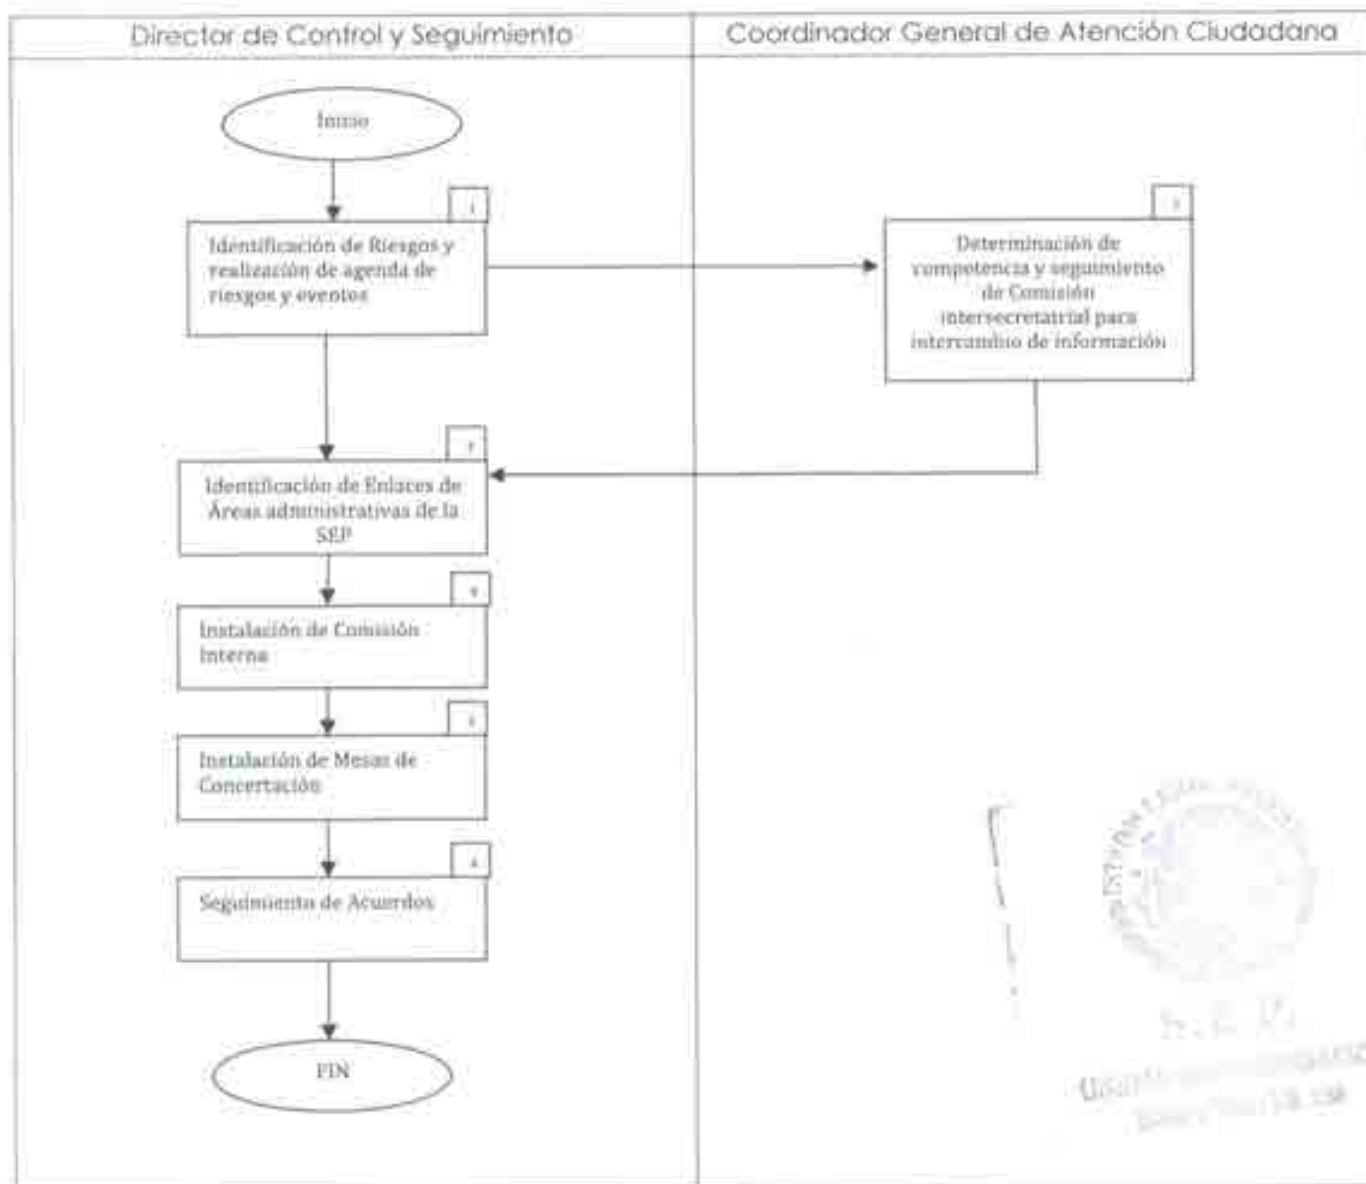 Director de Control y Seguimiento
Coordinador General de Atención Ciudadana
Inicio
1
Identificación de Riesgos y
realización de agenda de
riesgos y eventos
Determinación de
competencia y seguimiento
de Comisión
intersecretatrial para
intercambio de información
Identificación de Enlaces de
Áreas administrativas de la
SEP
Instalación de Comisión
Interna
Instalación de Mesas de
Concertación
Seguimiento de Acuerdos
FIN